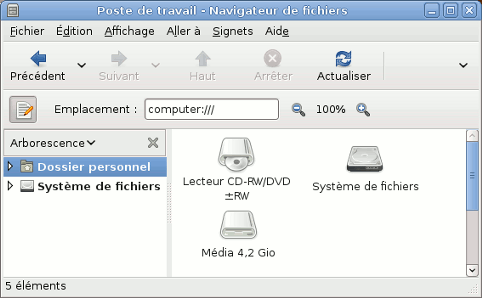 Poste de travail - Navigateur de fichiers
Fichier Édition Affichage Aller à Signets Aide
Précédent Suivant Haut Arrêter Actualiser
Emplacement : computer:/// 100%
Arborescence
Dossier personnel
Système de fichiers
Lecteur CD-RW/DVD
±RW
Système de fichiers
Média 4,2 Gio
5 éléments